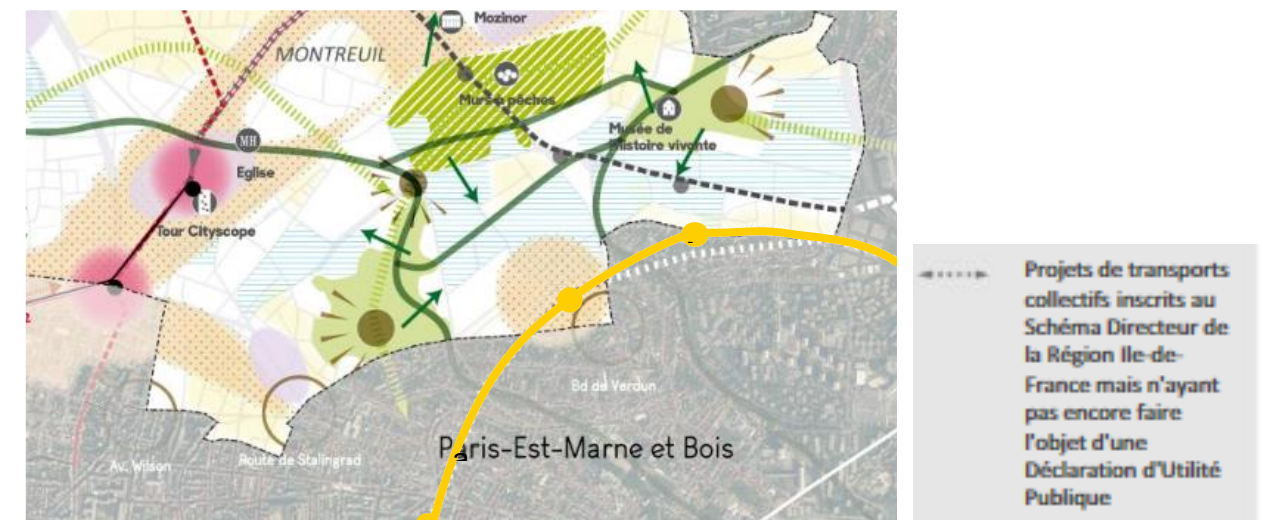 Mozinor
MONTREUIL
Murs à pêches
Musée de
l'histoire vivante
MH
Eglise
Tour Cityscope
Bd de Verdun
Paris-Est-Marne et Bois
Av. Wilson
Route de Stalingrad
Projets de transports
collectifs inscrits au
Schéma Directeur de
la Région Ile-de-
France mais n'ayant
pas encore faire
l'objet d'une
Déclaration d'Utilité
Publique